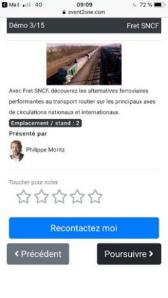 Mail 4G 09:09 72 %
event2one.com
Démo 3/15 Fret SNCF
Avec Fret SNCF, découvrez les alternatives ferroviaires
performantes au transport routier sur les principaux axes
de circulations nationales et internationaux.
Emplacement / stand : 2
Présenté par
Philippe Moritz
Toucher pour noter
Recontactez moi
< Précédent Poursuivre >